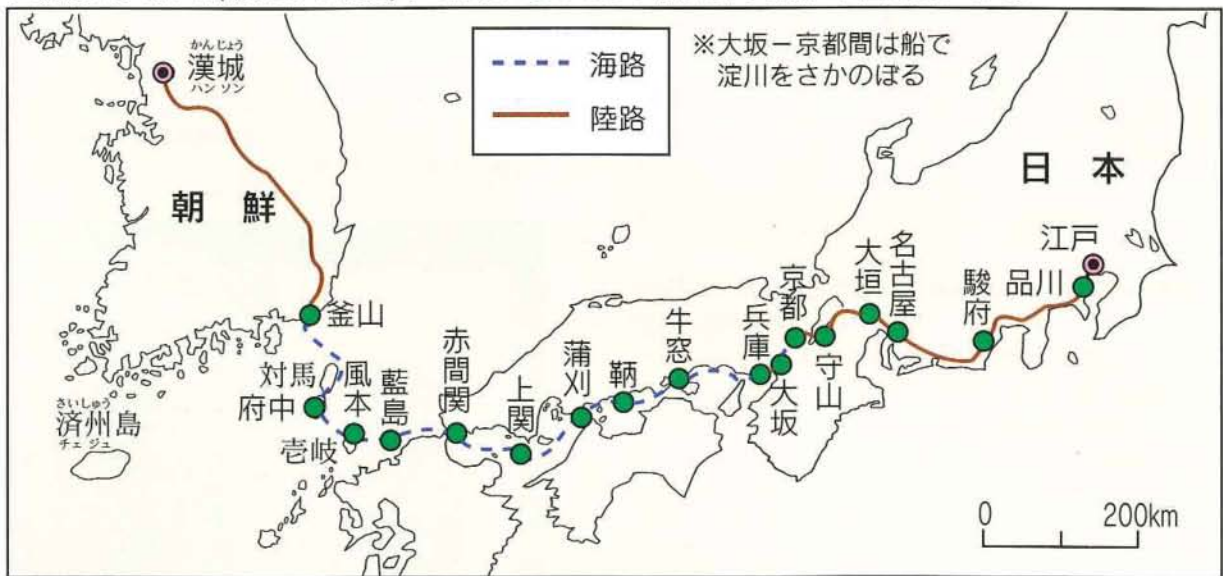 かんじょう
漢城
ハンソン
※大坂−京都間は船で
淀川をさかのぼる
海路
陸路
朝鮮
日本
江戸
品川
駿府
名古屋
大垣
守山
京都
大坂
兵庫
牛窓
鞆
蒲刈
上関
赤間関
藍島
風本
壱岐
対馬
府中
釜山
さいしゅう
済州島
チェジュ
0 200km